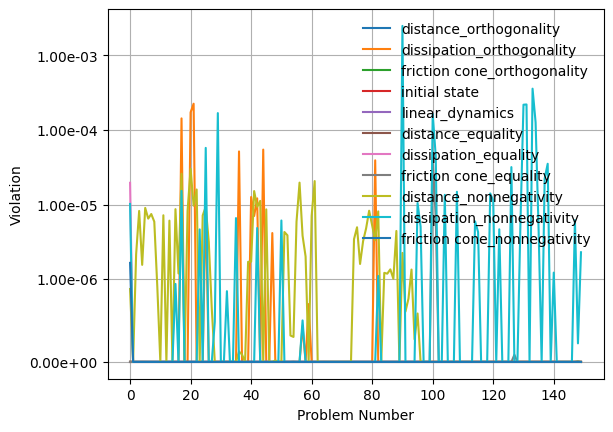 distance_orthogonality
dissipation_orthogonality
friction cone_orthogonality
initial state
linear_dynamics
distance_equality
dissipation_equality
friction cone_equality
distance_nonnegativity
dissipation_nonnegativity
friction cone_nonnegativity
1.00e-03
1.00e-04
1.00e-05
1.00e-06
0.00e+00
Violation
0 20 40 60 80 100 120 140
Problem Number